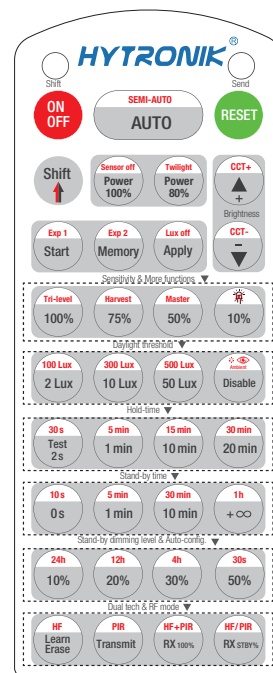 HYTRONIK®
Shift Send
ON OFF
SEMI-AUTO
AUTO
RESET
Shift
Sensor off
Power 100%
Twilight
Power 80%
CCT+
+
Brightness
CCT-
−
Exp 1
Start
Exp 2
Memory
Lux off
Apply
Sensitivity & More functions ▼
Tri-level
100%
Harvest
75%
Master
50%
10%
Daylight threshold ▼
100 Lux
2 Lux
300 Lux
10 Lux
500 Lux
50 Lux
Ambient
Disable
Hold-time ▼
30 s
Test 2 s
5 min
1 min
15 min
10 min
30 min
20 min
Stand-by time ▼
10 s
0 s
5 min
1 min
30 min
10 min
1h
+∞
Stand-by dimming level & Auto-config. ▼
24h
10%
12h
20%
4h
30%
30s
50%
Dual tech & RF mode ▼
HF
Learn Erase
PIR
Transmit
HF+PIR
RX 100%
HF/PIR
RX STBY%